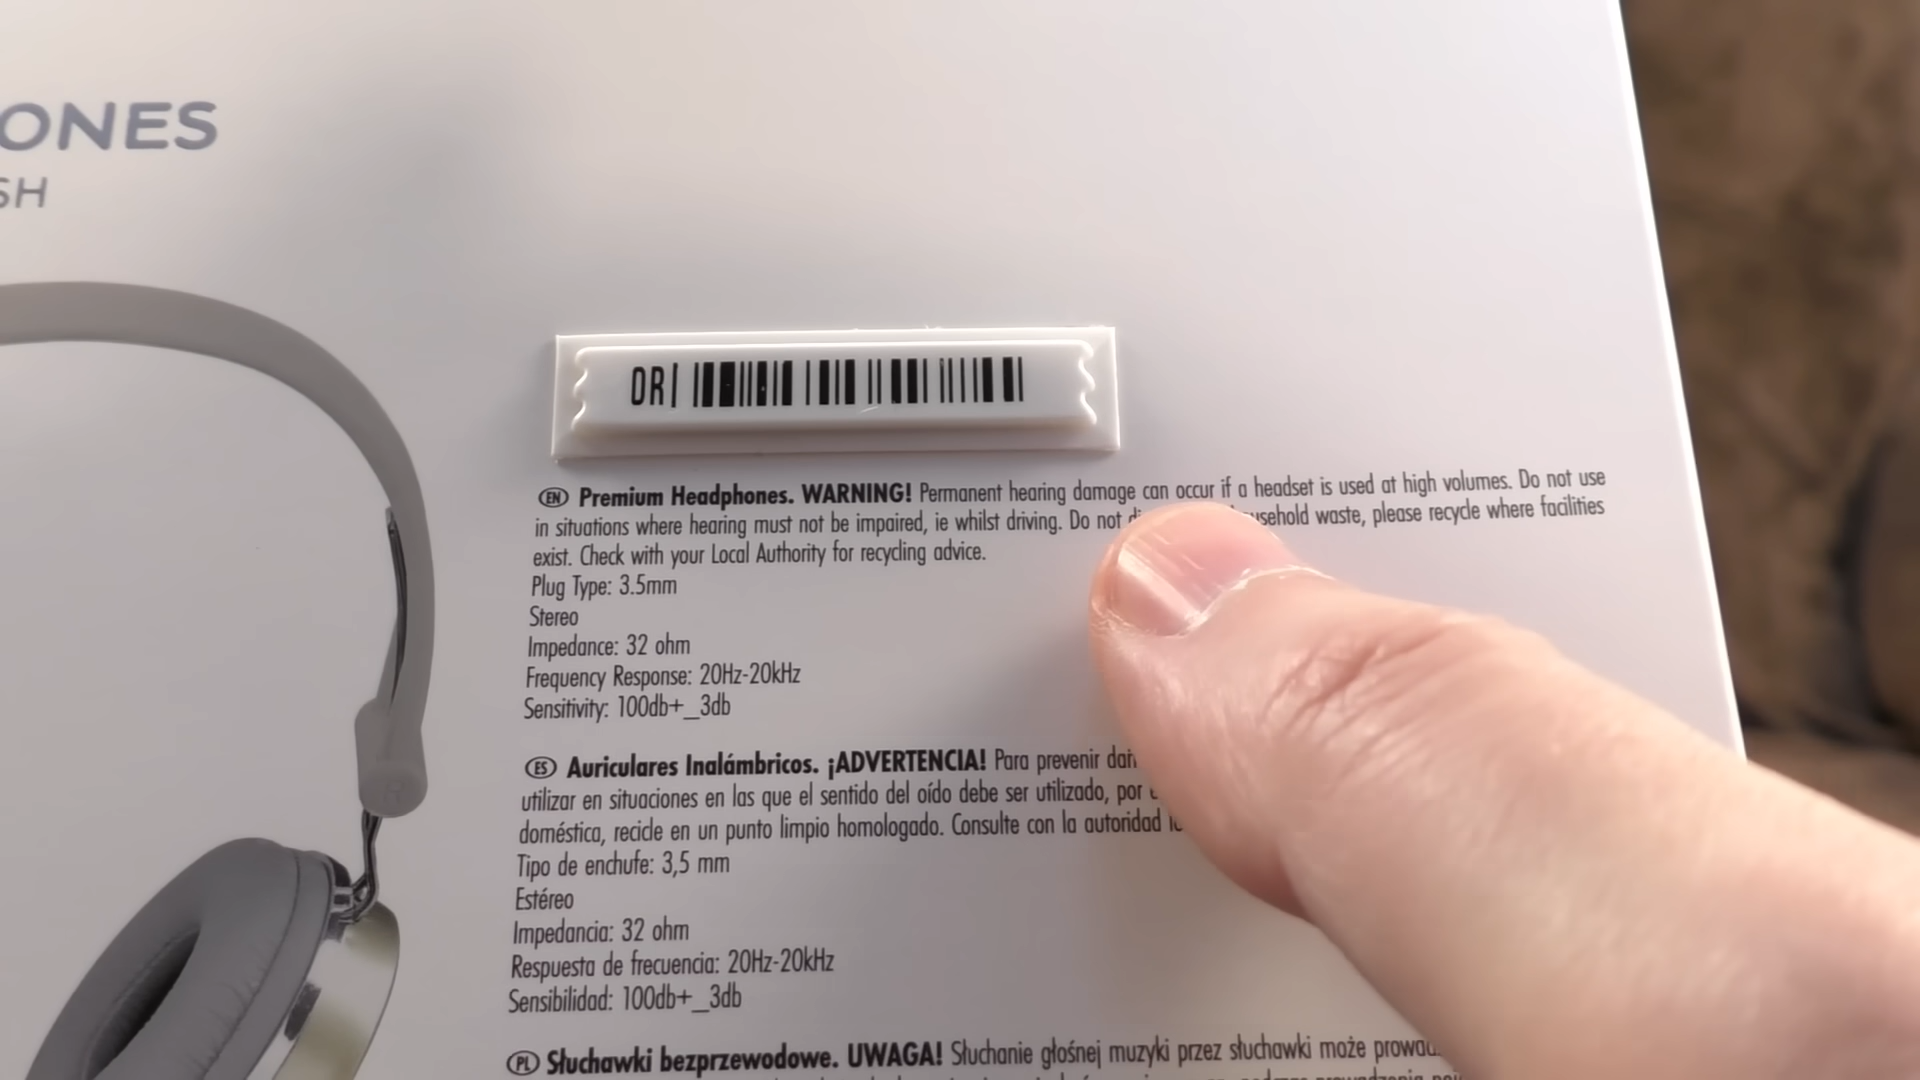 ONES
SH
DR
EN Premium Headphones. WARNING! Permanent hearing damage can occur if a headset is used at high volumes. Do not use
in situations where hearing must not be impaired, ie whilst driving. Do not waste, please recycle where facilities
exist. Check with your Local Authority for recycling advice.
Plug Type: 3.5mm
Stereo
Impedance: 32 ohm
Frequency Response: 20Hz-20kHz
Sensitivity: 100db+_3db
ES Auriculares Inalámbricos. ¡ADVERTENCIA! Para prevenir
utilizar en situaciones en las que el sentido del oído debe ser utilizado, por
doméstica, recicle en un punto limpio homologado. Consulte con la autoridad
Tipo de enchufe: 3,5 mm
Estéreo
Impedancia: 32 ohm
Respuesta de frecuencia: 20Hz-20kHz
Sensibilidad: 100db+_3db
PL Słuchawki bezprzewodowe. UWAGA! Słuchanie głośnej muzyki przez słuchawki może